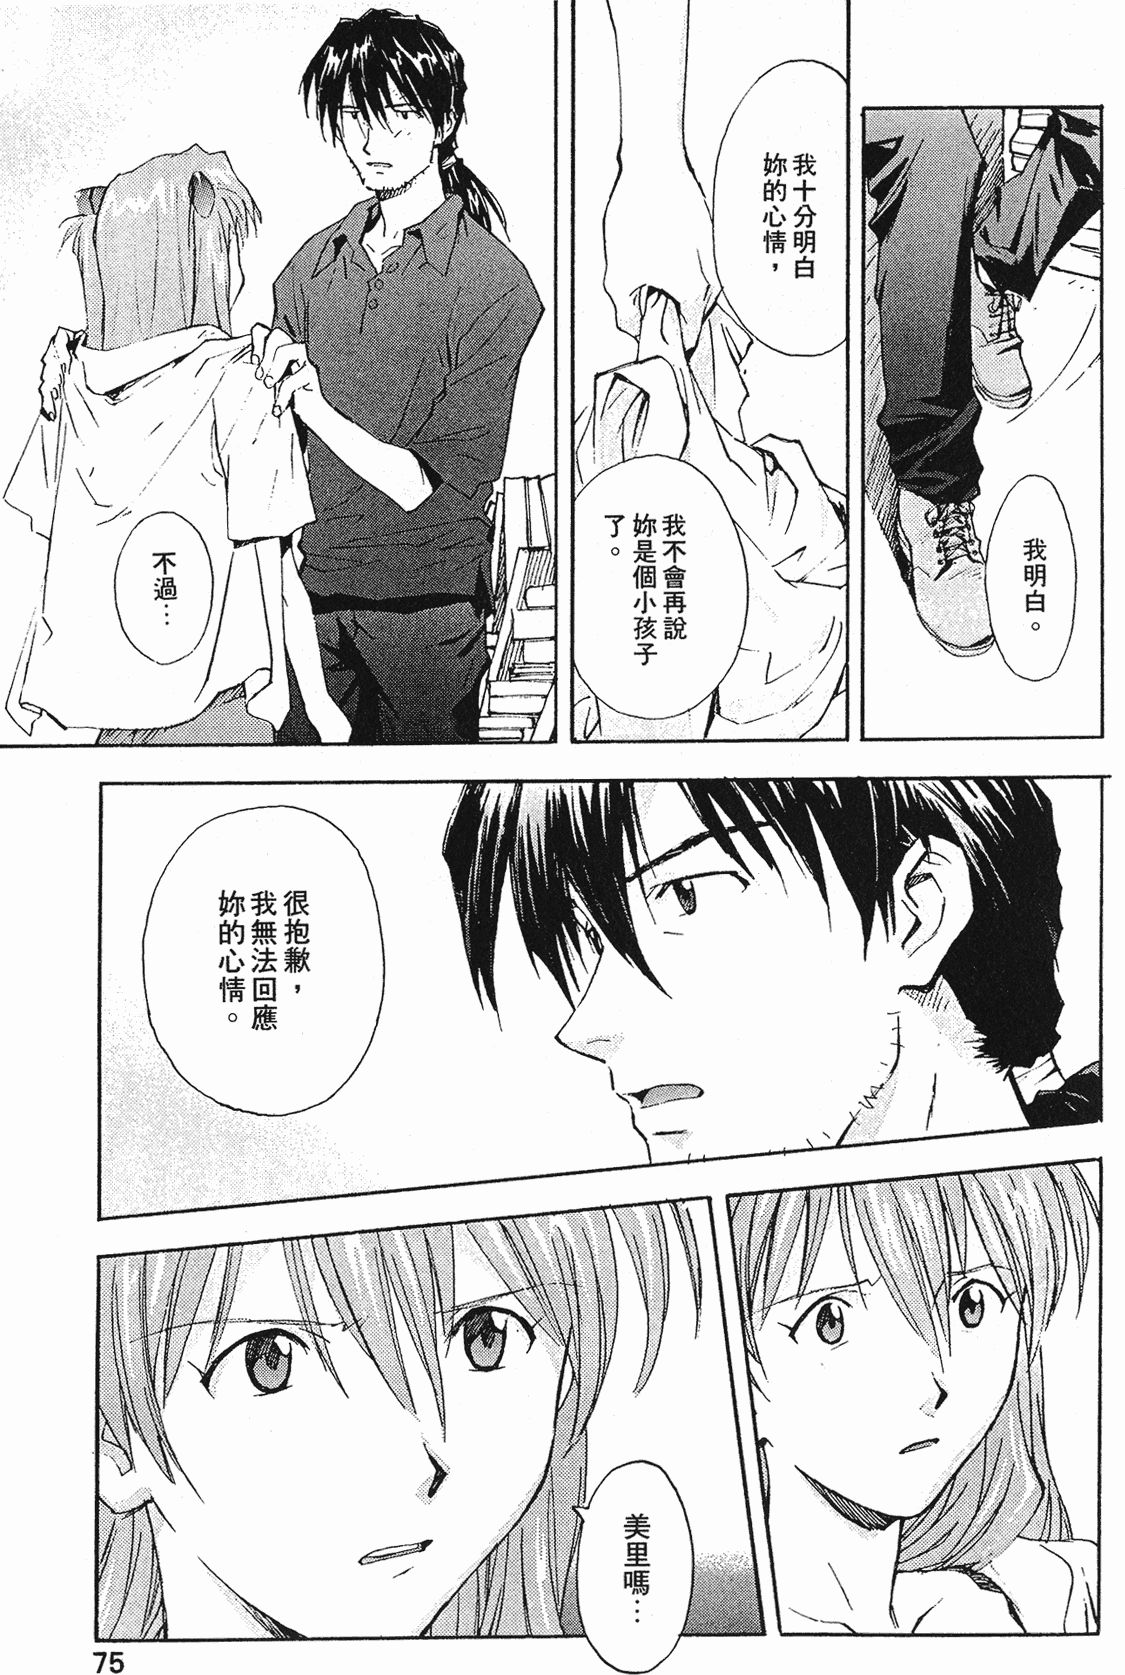 我明白。
我十分明白
妳的心情，
我不會再說
妳是個小孩子
了。
不過…
很抱歉，
我無法回應
妳的心情。
美里嗎…
75